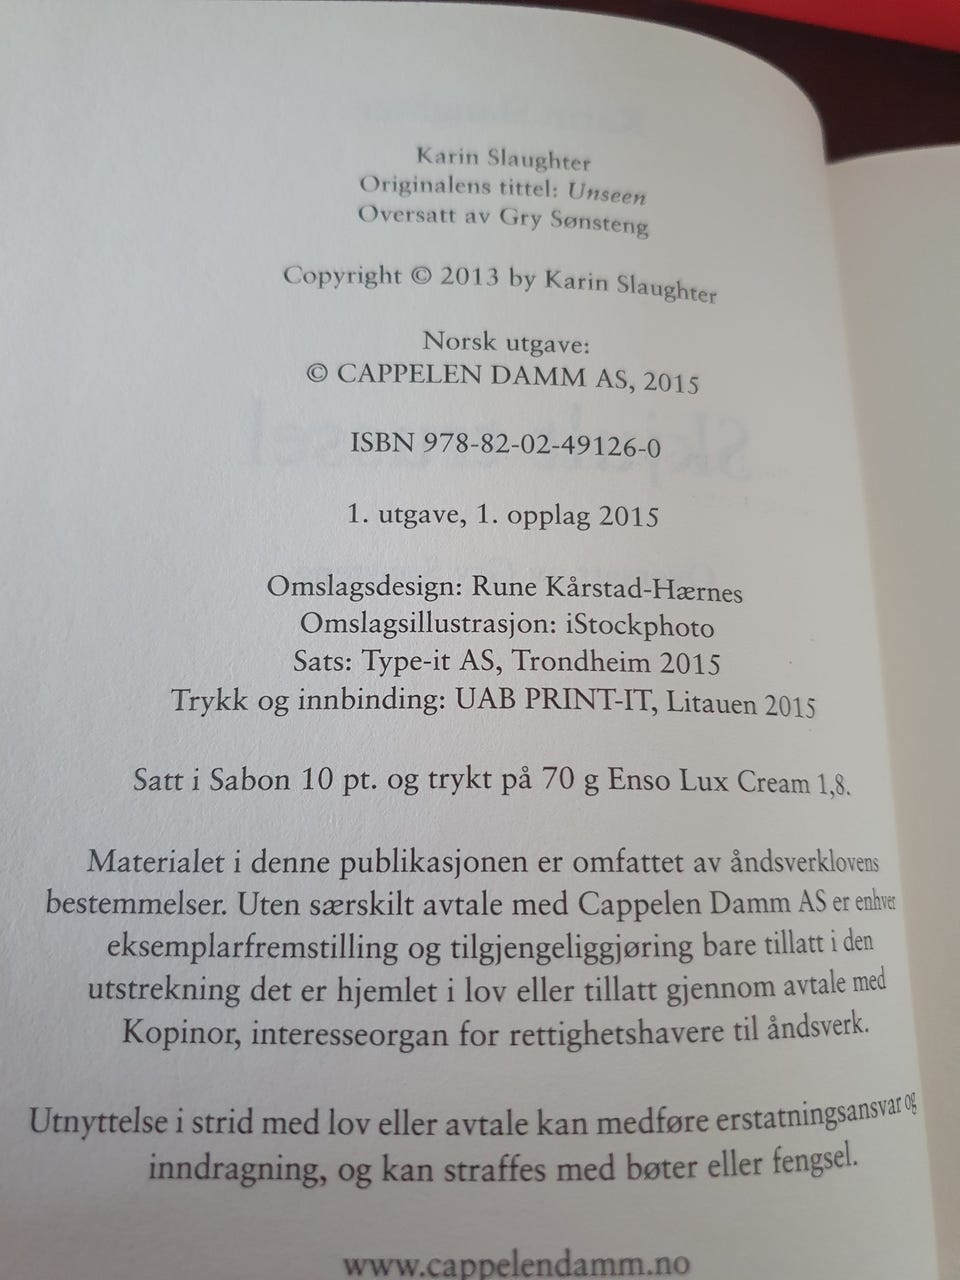 Karin Slaughter
Originalens tittel: Unseen
Oversatt av Gry Sønsteng
Copyright © 2013 by Karin Slaughter
Norsk utgave:
© CAPPELEN DAMM AS, 2015
ISBN 978-82-02-49126-0
1. utgave, 1. opplag 2015
Omslagsdesign: Rune Kårstad-Hærnes
Omslagsillustrasjon: iStockphoto
Sats: Type-it AS, Trondheim 2015
Trykk og innbinding: UAB PRINT-IT, Litauen 2015
Satt i Sabon 10 pt. og trykt på 70 g Enso Lux Cream 1,8.
Materialet i denne publikasjonen er omfattet av åndsverklovens
bestemmelser. Uten særskilt avtale med Cappelen Damm AS er enhver
eksemplarfremstilling og tilgjengeliggjøring bare tillatt i den
utstrekning det er hjemlet i lov eller tillatt gjennom avtale med
Kopinor, interesseorgan for rettighetshavere til åndsverk.
Utnyttelse i strid med lov eller avtale kan medføre erstatningsansvar og
inndragning, og kan straffes med bøter eller fengsel.
www.cappelendamm.no